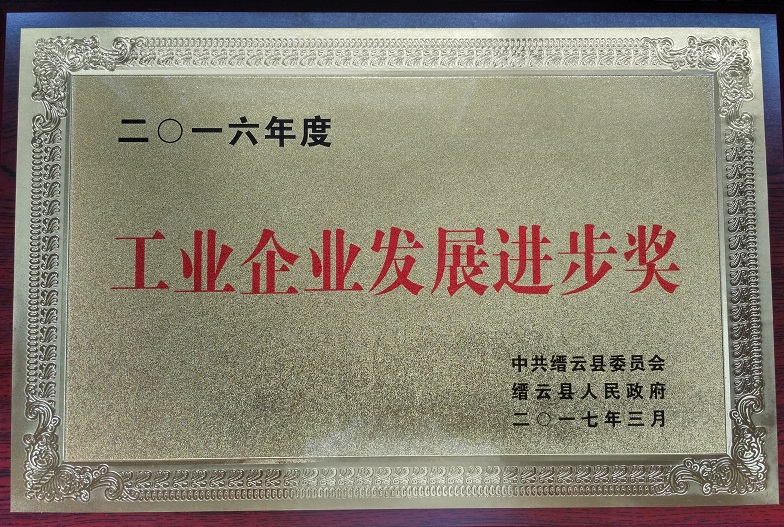 二〇一六年度
工业企业发展进步奖
中共缙云县委员会
缙云县人民政府
二〇一七年三月